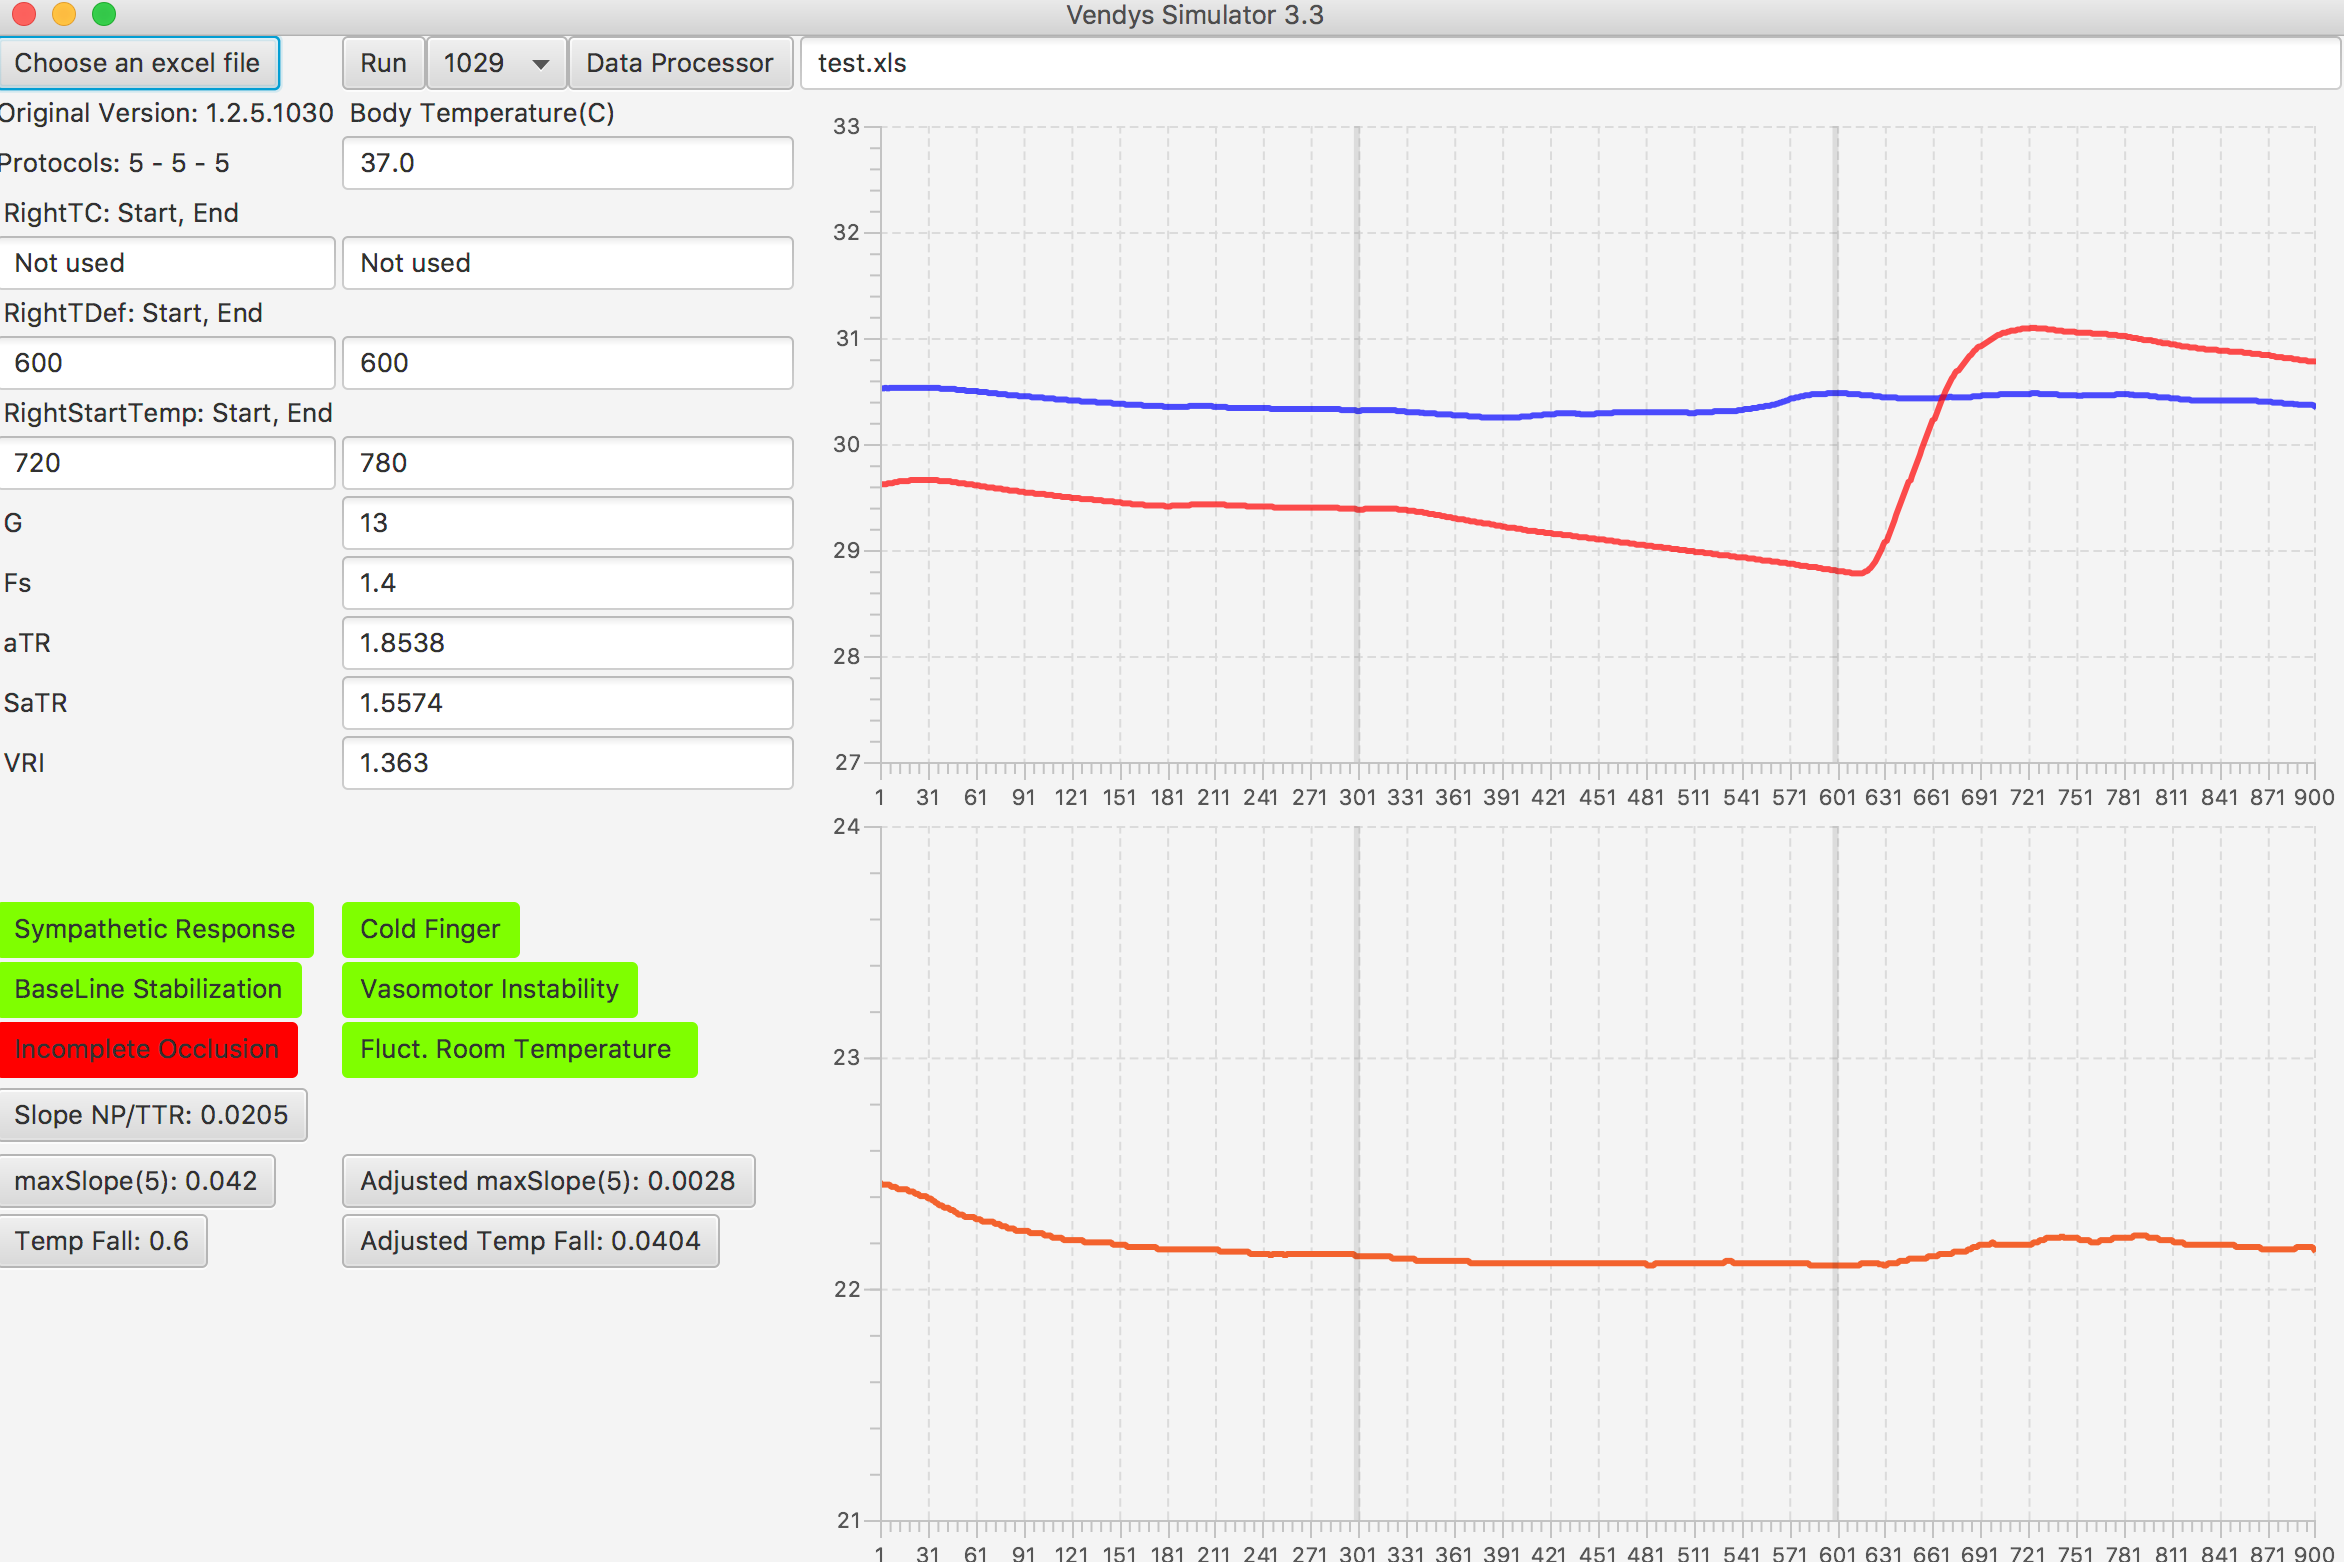 Vendys Simulator 3.3
Choose an excel file Run 1029 Data Processor test.xls
Original Version: 1.2.5.1030 Body Temperature(C)
Protocols: 5 - 5 - 5 37.0
RightTC: Start, End
Not used Not used
RightTDef: Start, End
600 600
RightStartTemp: Start, End
720 780
G 13
Fs 1.4
aTR 1.8538
SaTR 1.5574
VRI 1.363
Sympathetic Response Cold Finger
BaseLine Stabilization Vasomotor Instability
Incomplete Occlusion Fluct. Room Temperature
Slope NP/TTR: 0.0205
maxSlope(5): 0.042 Adjusted maxSlope(5): 0.0028
Temp Fall: 0.6 Adjusted Temp Fall: 0.0404
33
32
31
30
29
28
27
1 31 61 91 121 151 181 211 241 271 301 331 361 391 421 451 481 511 541 571 601 631 661 691 721 751 781 811 841 871 900
24
23
22
21
1 31 61 91 121 151 181 211 241 271 301 331 361 391 421 451 481 511 541 571 601 631 661 691 721 751 781 811 841 871 900